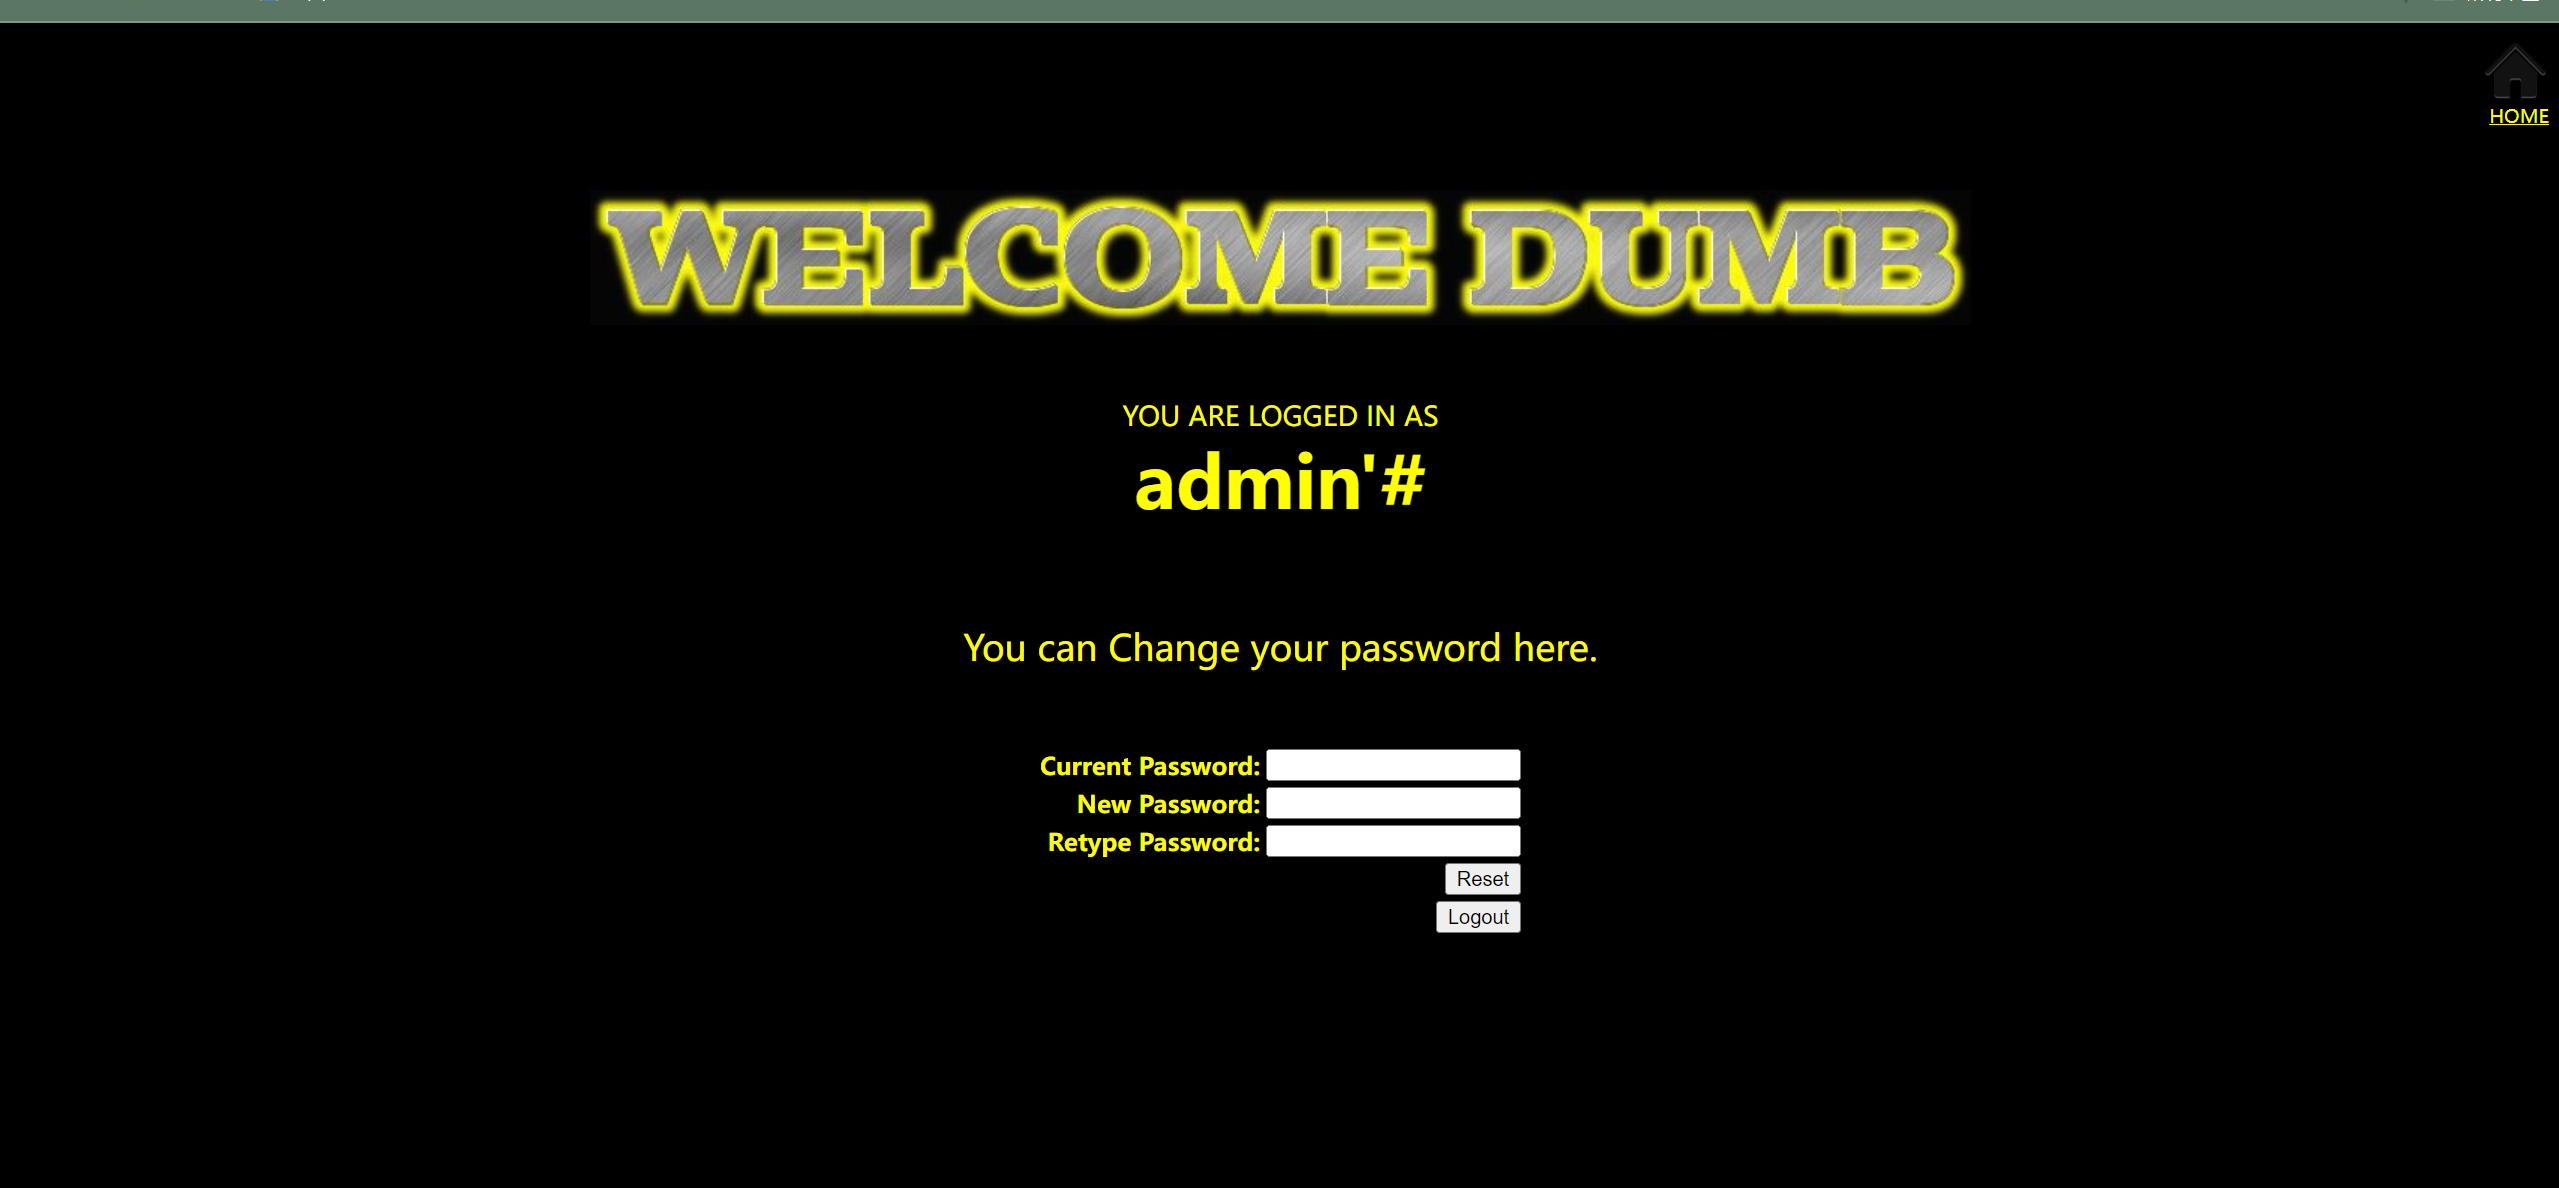 HOME
WELCOME DUMB
YOU ARE LOGGED IN AS
admin'#
You can Change your password here.
Current Password:
New Password:
Retype Password:
Reset
Logout